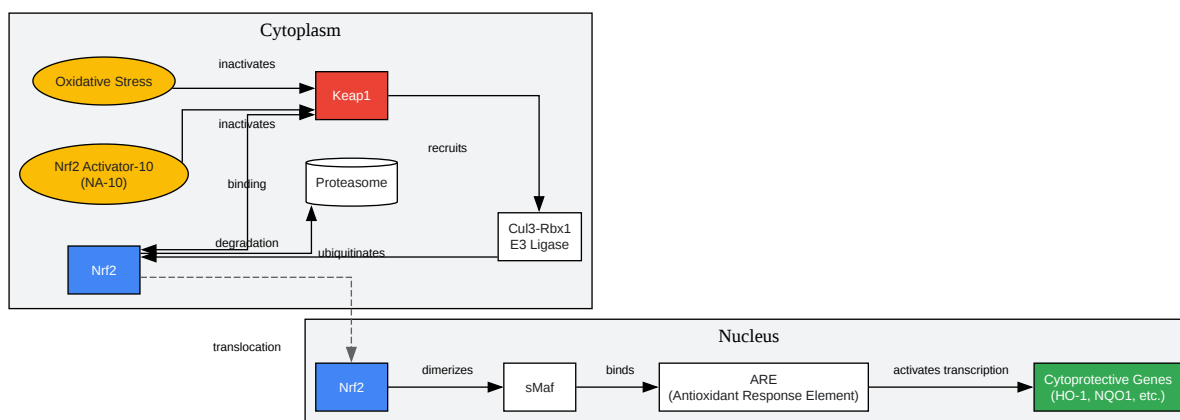 Cytoplasm
inactivates
Oxidative Stress
Keap1
inactivates
recruits
Nrf2 Activator-10
(NA-10)
Proteasome
binding
Cul3-Rbx1
E3 Ligase
degradation
ubiquitinates
Nrf2
translocation
Nucleus
Nrf2
dimerizes
sMaf
binds
ARE
(Antioxidant Response Element)
activates transcription
Cytoprotective Genes
(HO-1, NQO1, etc.)